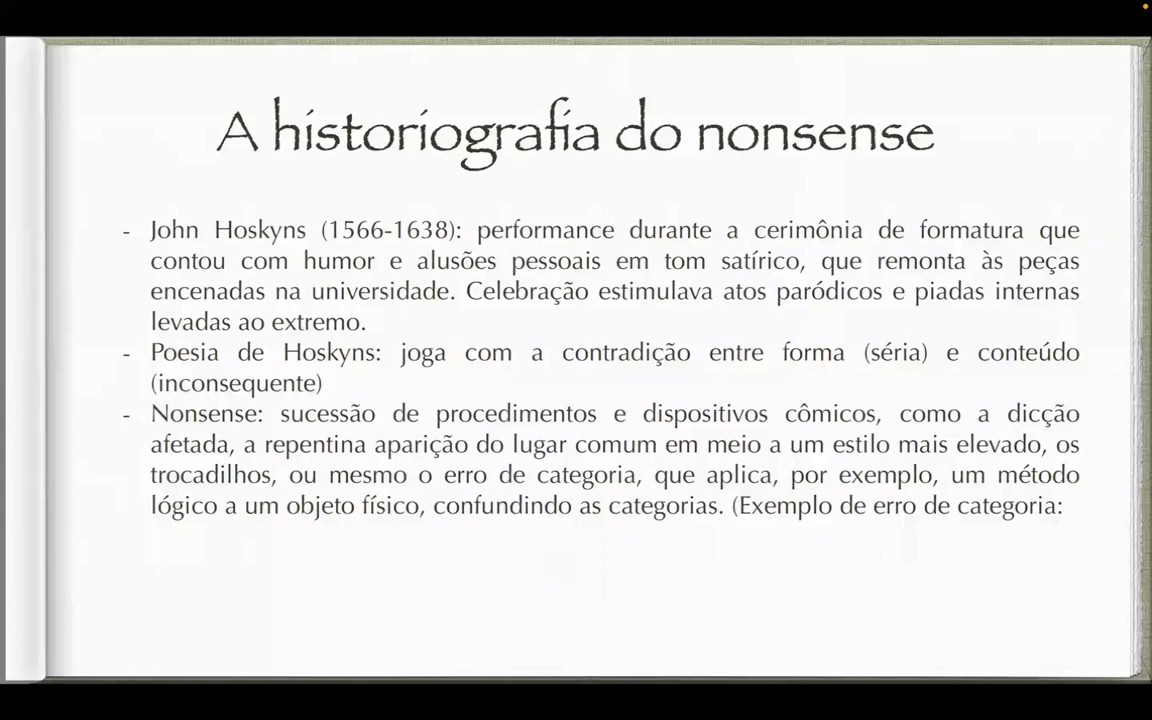 A historiografia do nonsense
- John Hoskyns (1566-1638): performance durante a cerimônia de formatura que
contou com humor e alusões pessoais em tom satírico, que remonta às peças
encenadas na universidade. Celebração estimulava atos paródicos e piadas internas
levadas ao extremo.
- Poesia de Hoskyns: joga com a contradição entre forma (séria) e conteúdo
(inconsequente)
- Nonsense: sucessão de procedimentos e dispositivos cômicos, como a dicção
afetada, a repentina aparição do lugar comum em meio a um estilo mais elevado, os
trocadilhos, ou mesmo o erro de categoria, que aplica, por exemplo, um método
lógico a um objeto físico, confundindo as categorias. (Exemplo de erro de categoria: